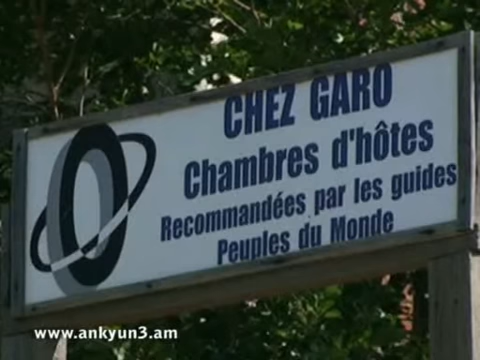 CHEZ GARO
Chambres d'hôtes
Recommandées par les guides
Peuples du Monde
www.ankyun3.am